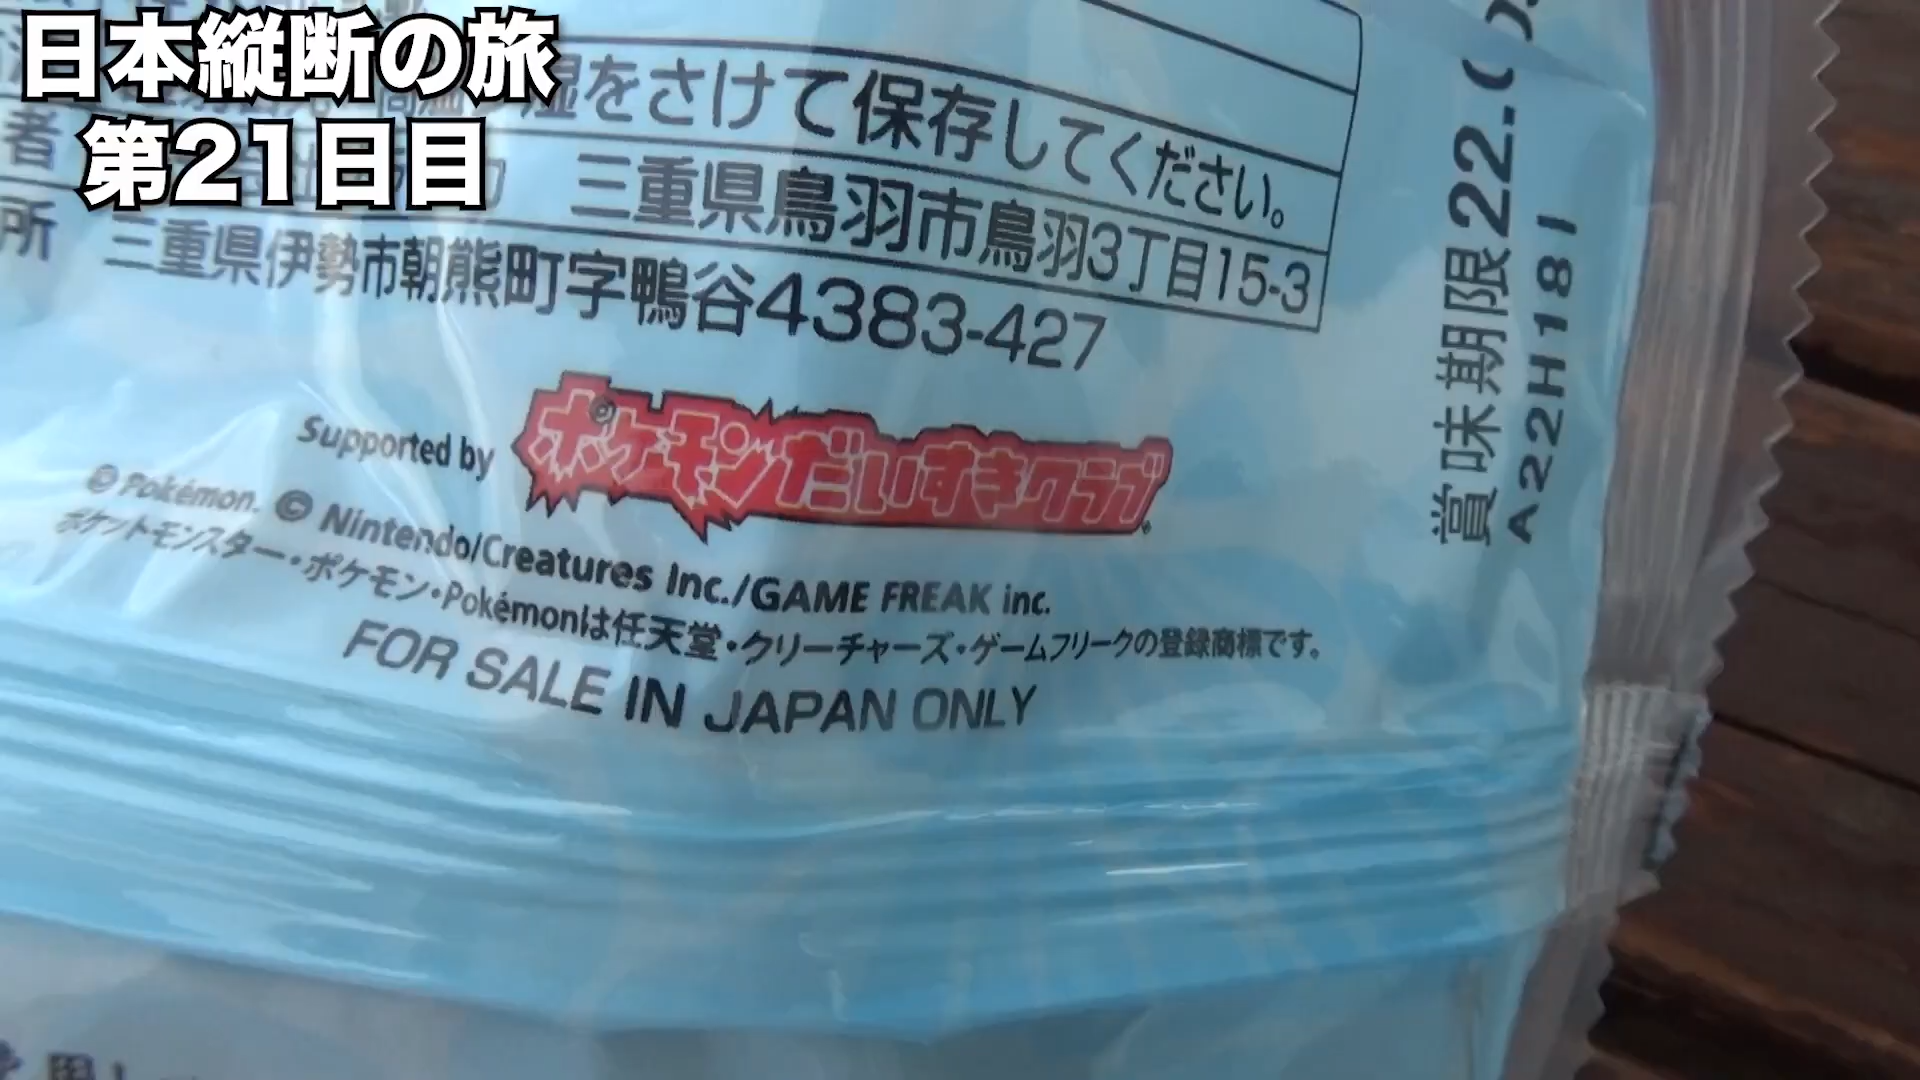 日本縦断の旅
第21日目
湿をさけて保存してください。
者
三重県鳥羽市鳥羽3丁目15-3
所
三重県伊勢市朝熊町字鴨谷4383-427
Supported by ポケモンだいすきクラブ
© Pokémon. © Nintendo/Creatures Inc./GAME FREAK inc.
ポケットモンスター・ポケモン・Pokémonは任天堂・クリーチャーズ・ゲームフリークの登録商標です。
FOR SALE IN JAPAN ONLY
賞味期限22.
A22H181